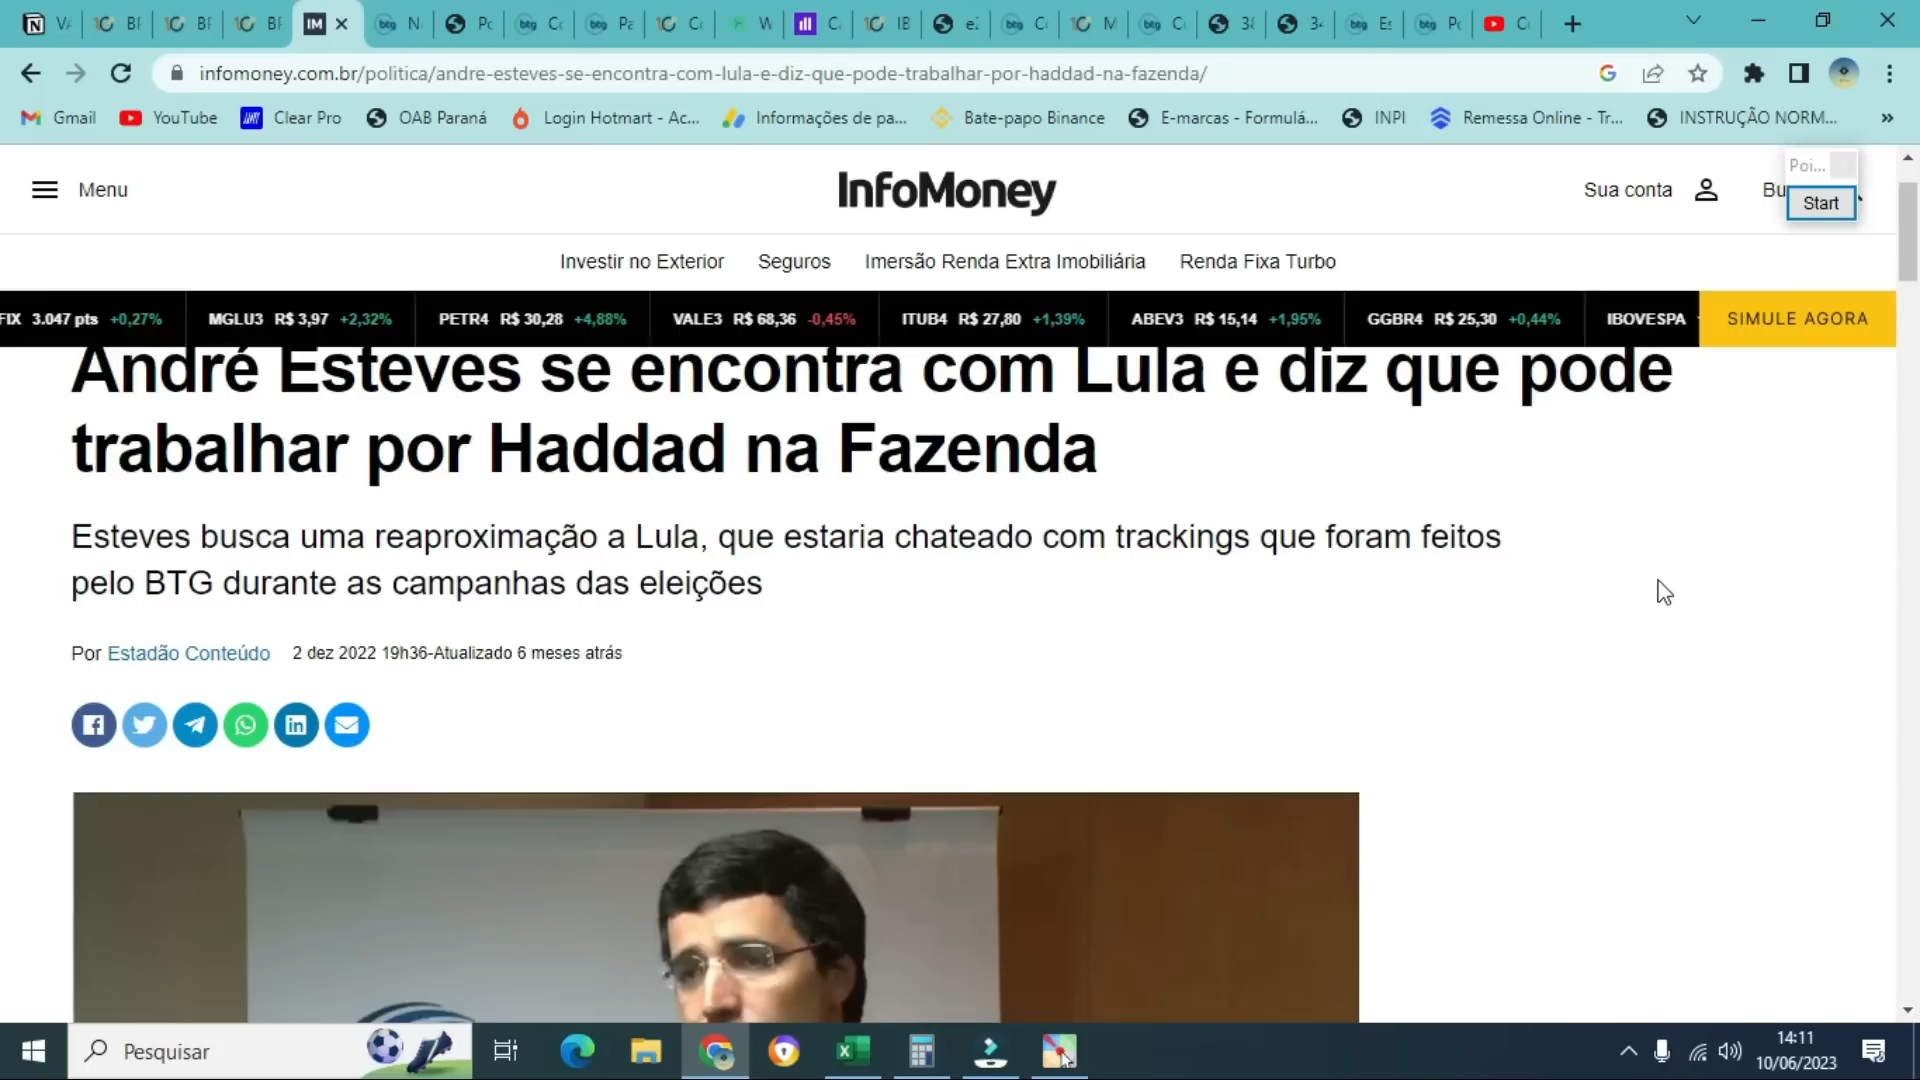 infomoney.com.br/politica/andre-esteves-se-encontra-com-lula-e-diz-que-pode-trabalhar-por-haddad-na-fazenda/
Gmail YouTube Clear Pro OAB Paraná Login Hotmart - Ac... Informações de pa... Bate-papo Binance E-marcas - Formulá... INPI Remessa Online - Tr... INSTRUÇÃO NORM... »
Poi...
Menu InfoMoney Sua conta Bu
Start
Investir no Exterior Seguros Imersão Renda Extra Imobiliária Renda Fixa Turbo
FIX 3.047 pts +0,27% MGLU3 R$ 3,97 +2,32% PETR4 R$ 30,28 +4,88% VALE3 R$ 68,36 -0,45% ITUB4 R$ 27,80 +1,39% ABEV3 R$ 15,14 +1,95% GGBR4 R$ 25,30 +0,44% IBOVESPA SIMULE AGORA
André Esteves se encontra com Lula e diz que pode
trabalhar por Haddad na Fazenda
Esteves busca uma reaproximação a Lula, que estaria chateado com trackings que foram feitos
pelo BTG durante as campanhas das eleições
Por Estadão Conteúdo 2 dez 2022 19h36-Atualizado 6 meses atrás
Pesquisar
14:11
10/06/2023